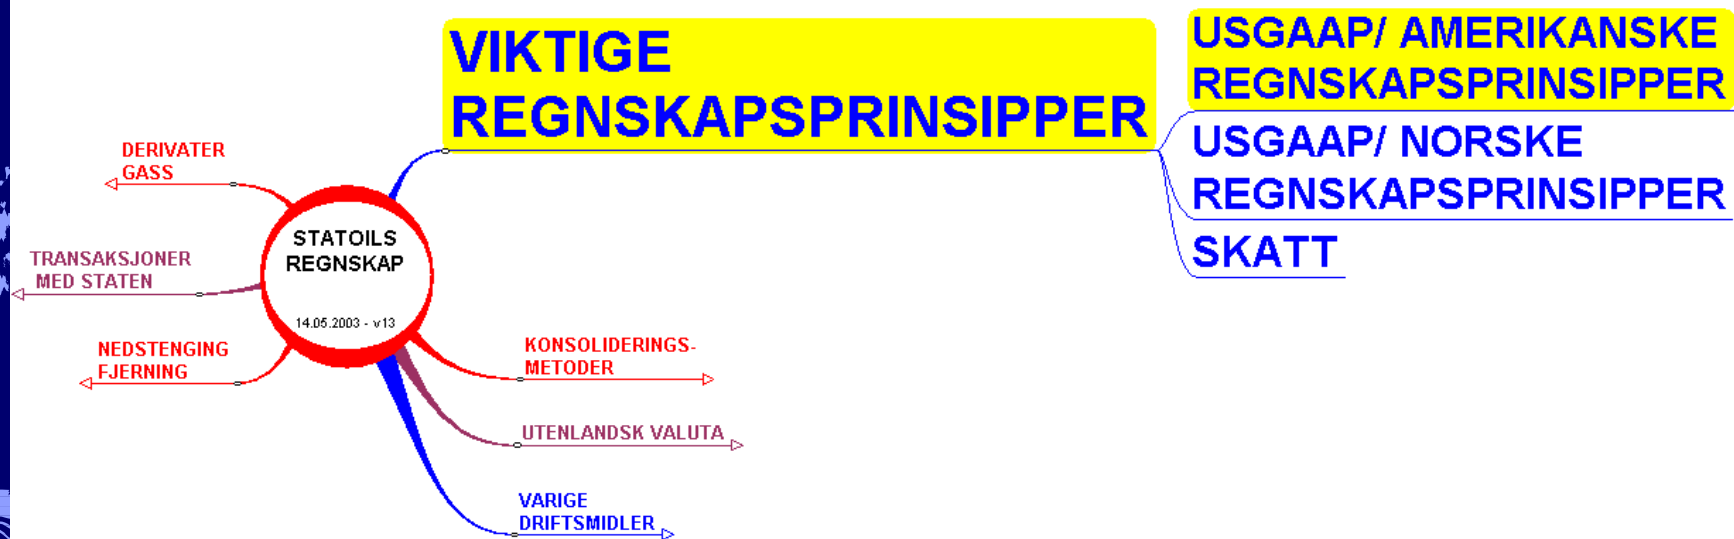 VIKTIGE
REGNSKAPSPRINSIPPER
USGAAP/ AMERIKANSKE
REGNSKAPSPRINSIPPER
USGAAP/ NORSKE
REGNSKAPSPRINSIPPER
SKATT
DERIVATER
GASS
TRANSAKSJONER
MED STATEN
NEDSTENGING
FJERNING
STATOILS
REGNSKAP
14.05.2003 - v13
KONSOLIDERINGS-
METODER
UTENLANDSK VALUTA
VARIGE
DRIFTSMIDLER